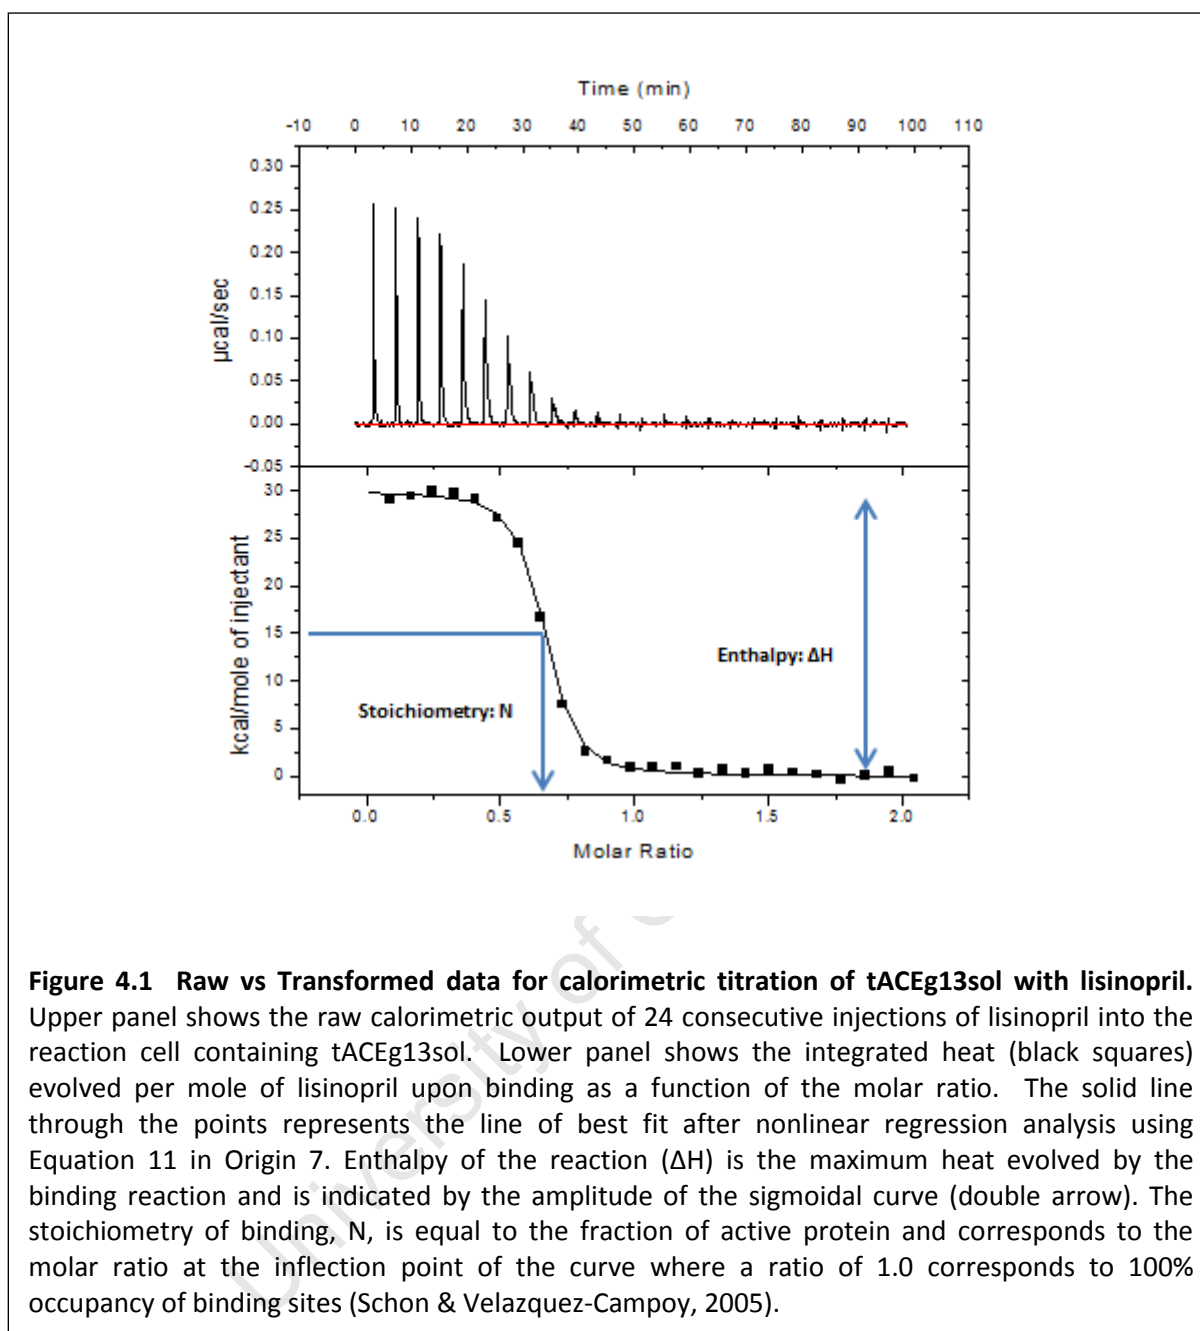 Time (min)
-10 0 10 20 30 40 50 60 70 80 90 100 110
0.30
0.25
0.20
0.15
0.10
0.05
0.00
-0.05
µcal/sec
30
25
20
15
10
5
0
kcal/mole of injectant
Enthalpy: ΔH
Stoichiometry: N
0.0 0.5 1.0 1.5 2.0
Molar Ratio
University of
Figure 4.1 Raw vs Transformed data for calorimetric titration of tACEg13sol with lisinopril.
Upper panel shows the raw calorimetric output of 24 consecutive injections of lisinopril into the
reaction cell containing tACEg13sol. Lower panel shows the integrated heat (black squares)
evolved per mole of lisinopril upon binding as a function of the molar ratio. The solid line
through the points represents the line of best fit after nonlinear regression analysis using
Equation 11 in Origin 7. Enthalpy of the reaction (ΔH) is the maximum heat evolved by the
binding reaction and is indicated by the amplitude of the sigmoidal curve (double arrow). The
stoichiometry of binding, N, is equal to the fraction of active protein and corresponds to the
molar ratio at the inflection point of the curve where a ratio of 1.0 corresponds to 100%
occupancy of binding sites (Schon & Velazquez-Campoy, 2005).